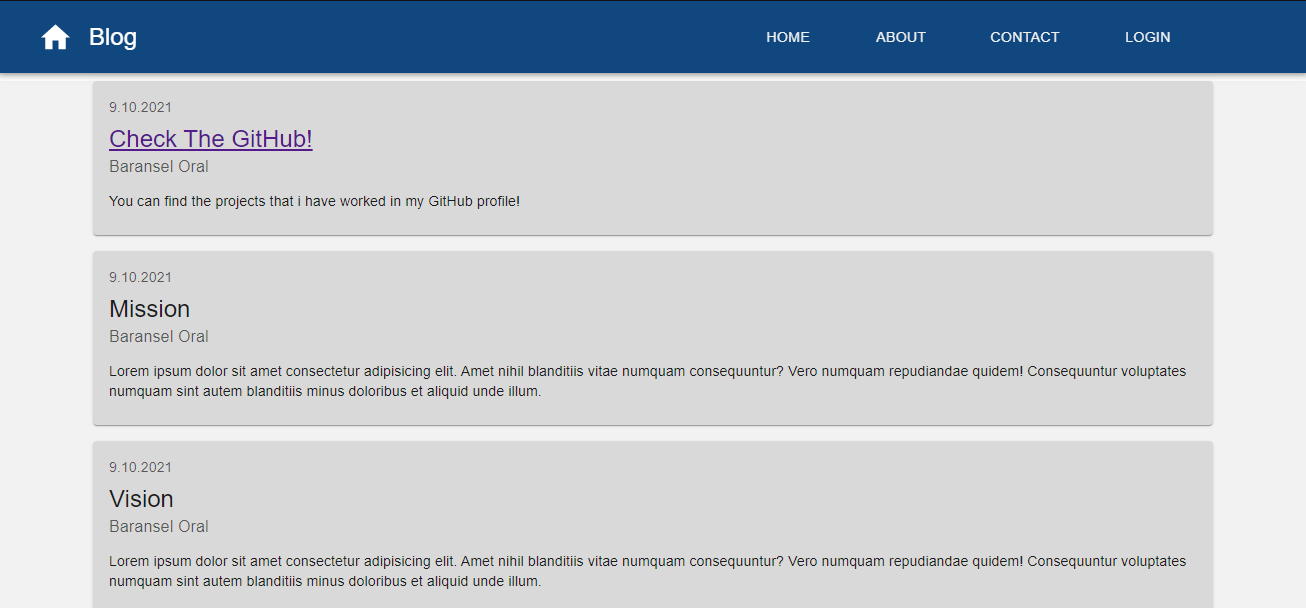 Blog HOME ABOUT CONTACT LOGIN
9.10.2021
Check The GitHub!
Baransel Oral
You can find the projects that i have worked in my GitHub profile!
9.10.2021
Mission
Baransel Oral
Lorem ipsum dolor sit amet consectetur adipisicing elit. Amet nihil blanditiis vitae numquam consequuntur? Vero numquam repudiandae quidem! Consequuntur voluptates
numquam sint autem blanditiis minus doloribus et aliquid unde illum.
9.10.2021
Vision
Baransel Oral
Lorem ipsum dolor sit amet consectetur adipisicing elit. Amet nihil blanditiis vitae numquam consequuntur? Vero numquam repudiandae quidem! Consequuntur voluptates
numquam sint autem blanditiis minus doloribus et aliquid unde illum.